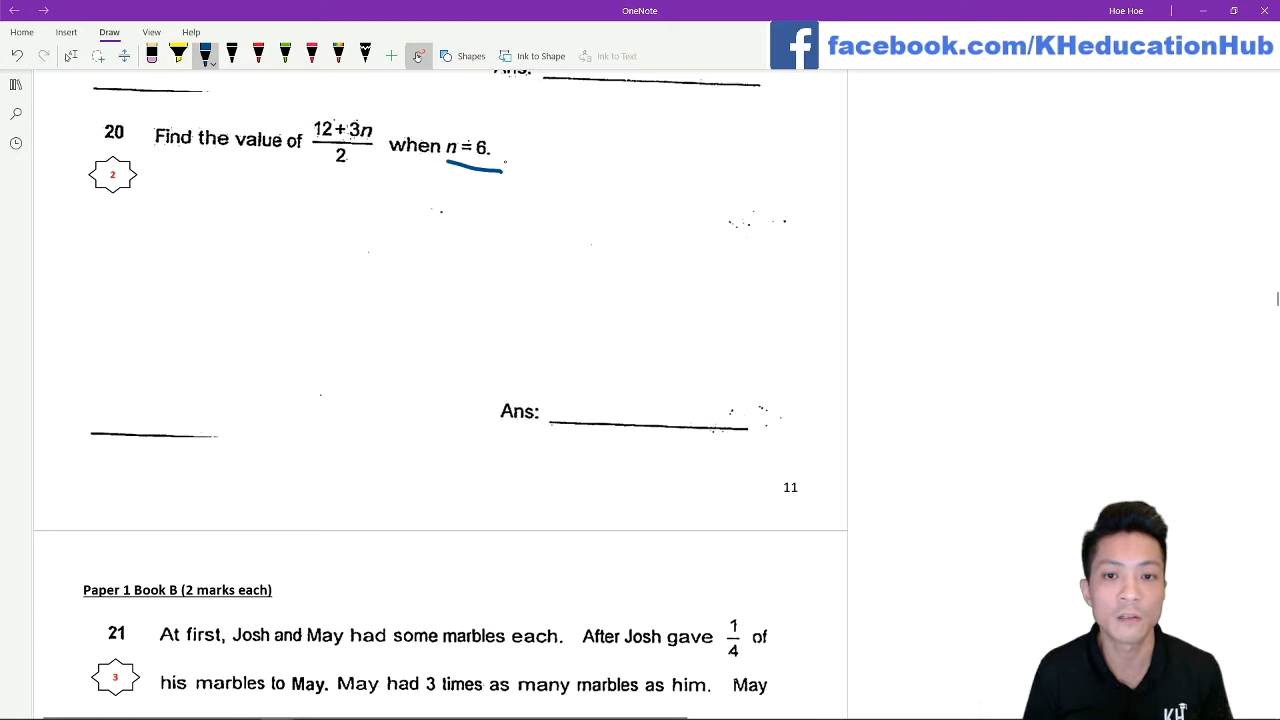 OneNote
Hoe Hoe
Home Insert Draw View Help
Shapes Ink to Shape Ink to Text
facebook.com/KHeducationHub
Ans:
20 Find the value of (12+3n)/2 when n = 6.
2
Ans:
11
Paper 1 Book B (2 marks each)
21 At first, Josh and May had some marbles each. After Josh gave 1/4 of
3
his marbles to May. May had 3 times as many marbles as him. May
KH